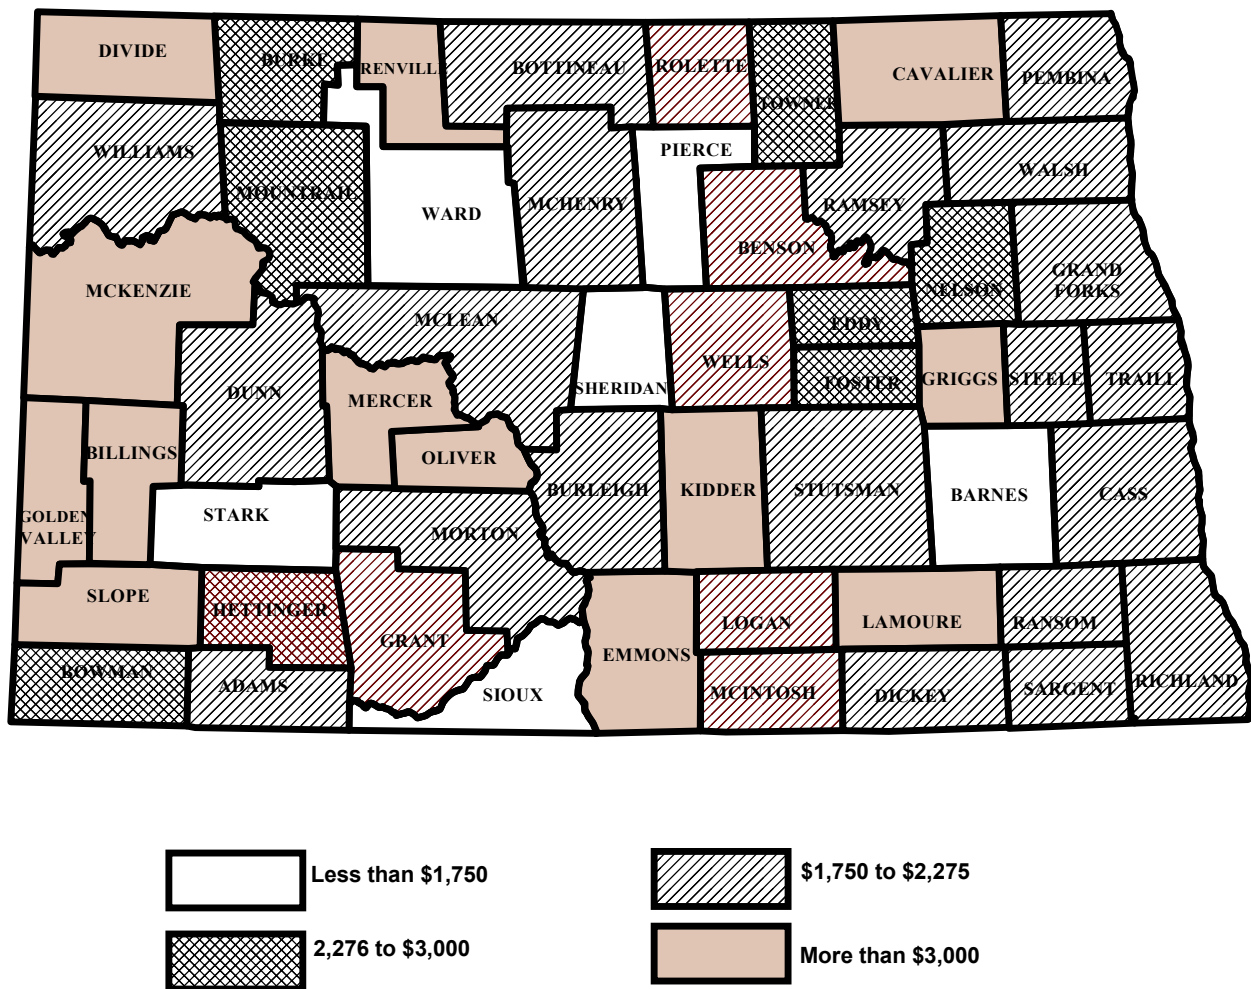 DIVIDE
BURKE
RENVILLE
BOTTINEAU
ROLETTE
TOWNER
CAVALIER
PEMBINA
WILLIAMS
MOUNTRAIL
WARD
MCHENRY
PIERCE
BENSON
RAMSEY
WALSH
MCKENZIE
NELSON
GRAND
FORKS
MCLEAN
EDDY
WELLS
SHERIDAN
FOSTER
GRIGGS
STEELE
TRAILL
DUNN
MERCER
OLIVER
BILLINGS
BURLEIGH
KIDDER
STUTSMAN
BARNES
CASS
GOLDEN
VALLEY
STARK
MORTON
SLOPE
HETTINGER
GRANT
EMMONS
LOGAN
LAMOURE
RANSOM
BOWMAN
ADAMS
SIOUX
MCINTOSH
DICKEY
SARGENT
RICHLAND
Less than $1,750
$1,750 to $2,275
2,276 to $3,000
More than $3,000